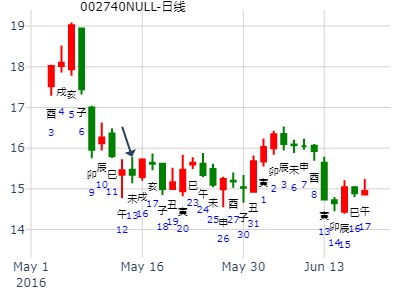 002740NULL-日线
19
18
17
16
15
14
酉
3
戌
4
亥
5
子
6
卯
9
辰
10
巳
11
午
12
未
13
戌
16
亥
17
子
18
丑
19
寅
20
巳
23
午
24
未
25
申
26
酉
27
子
30
丑
31
寅
1
卯
2
辰
3
未
6
申
7
酉
8
寅
13
卯
14
辰
15
巳
16
午
17
May 1
2016
May 16
May 30
Jun 13